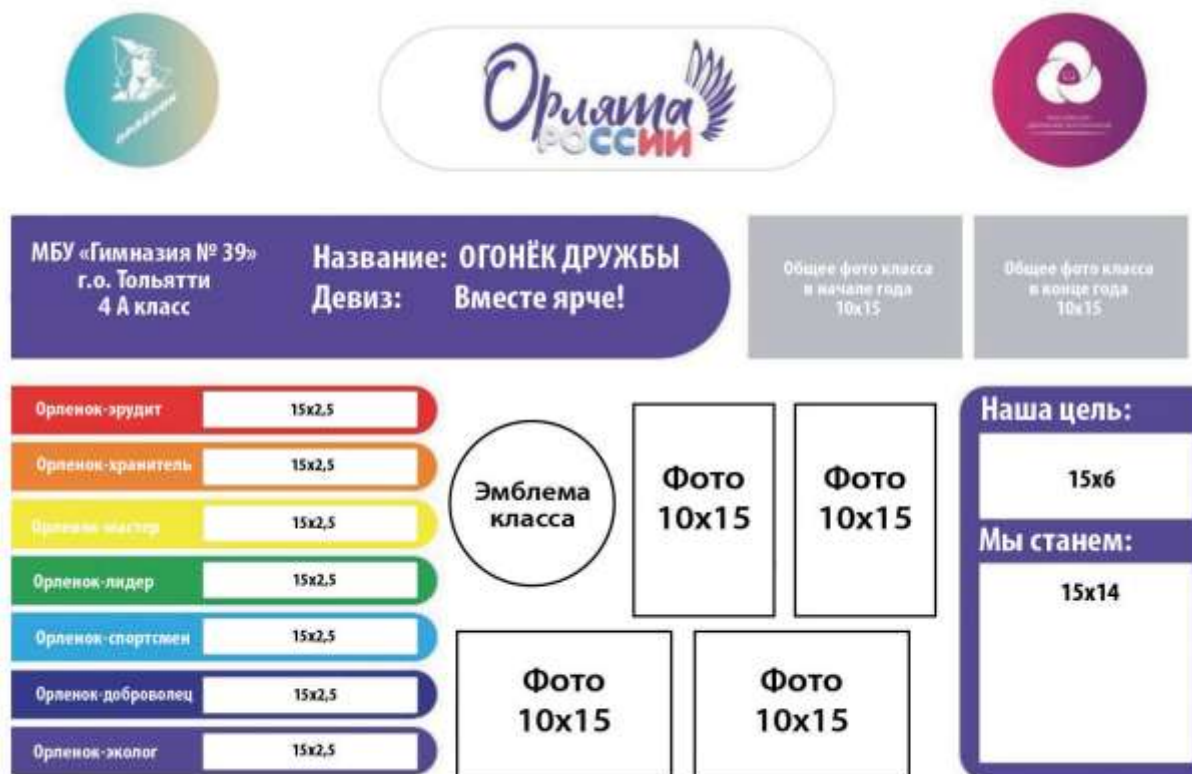 ОРЛЁНОК
Орлята
РОССИИ
МБУ «Гимназия № 39»
г.о. Тольятти
4 А класс
Название: ОГОНЁК ДРУЖБЫ
Девиз: Вместе ярче!
Общее фото класса
в начале года
10х15
Общее фото класса
в конце года
10х15
Орленок-эрудит 15х2,5
Орленок-хранитель 15х2,5
Орленок-мастер 15х2,5
Орленок-лидер 15х2,5
Орленок-спортсмен 15х2,5
Орленок-доброволец 15х2,5
Орленок-эколог 15х2,5
Эмблема
класса
Фото
10х15
Фото
10х15
Фото
10х15
Фото
10х15
Наша цель:
15х6
Мы станем:
15х14